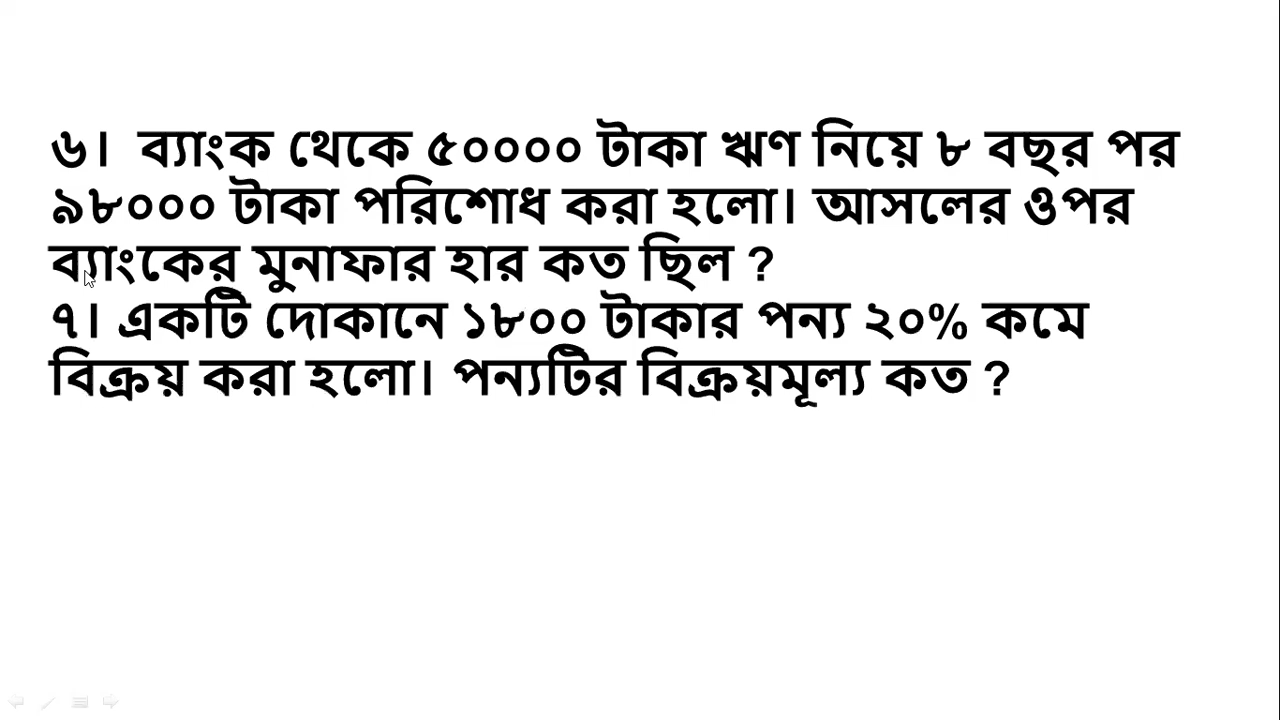 ৬। ব্যাংক থেকে ৫০০০০ টাকা ঋণ নিয়ে ৮ বছর পর
৯৮০০০ টাকা পরিশোধ করা হলো। আসলের ওপর
ব্যাংকের মুনাফার হার কত ছিল ?
৭। একটি দোকানে ১৮০০ টাকার পন্য ২০% কমে
বিক্রয় করা হলো। পন্যটির বিক্রয়মূল্য কত ?